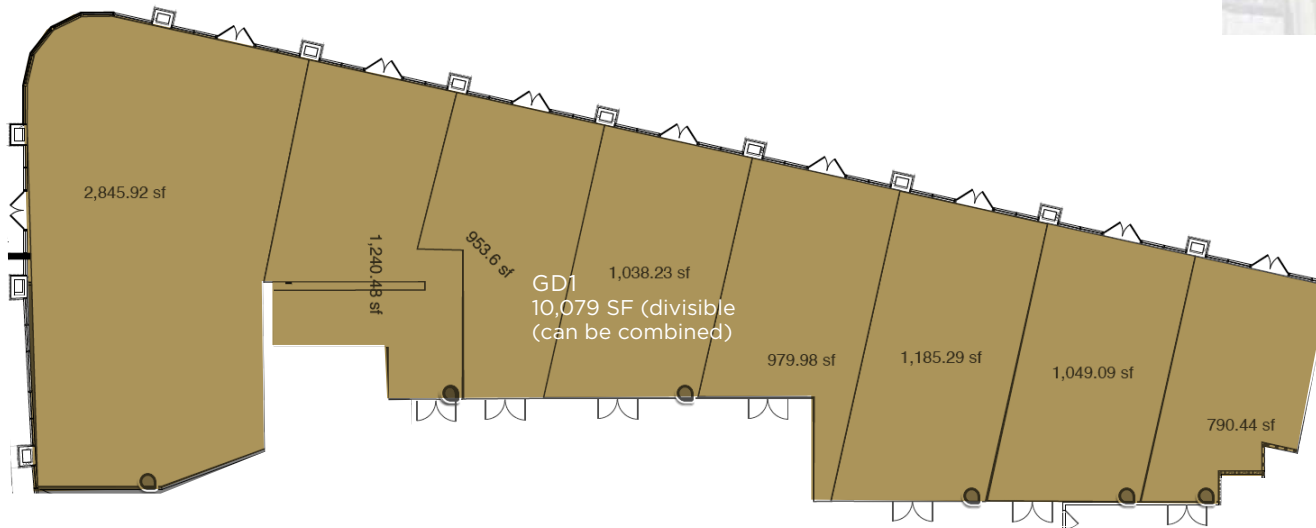 2,845.92 sf
1,240.48 sf
953.6 sf
GD1
10,079 SF (divisible
(can be combined)
1,038.23 sf
979.98 sf
1,185.29 sf
1,049.09 sf
790.44 sf